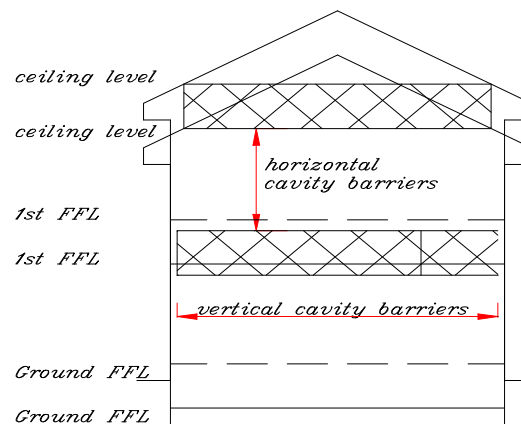 ceiling level
ceiling level
horizontal
cavity barriers
1st FFL
1st FFL
vertical cavity barriers
Ground FFL
Ground FFL